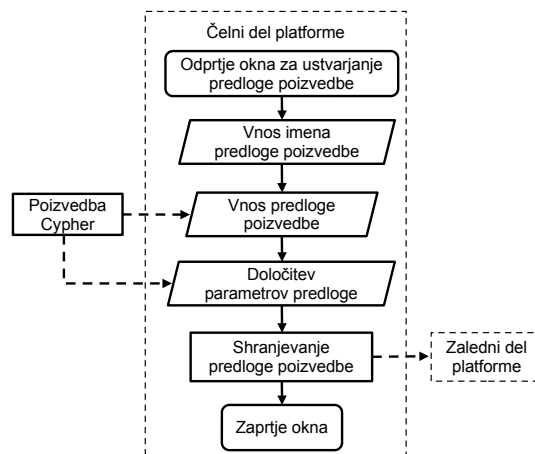 Čelni del platforme
Odprtje okna za ustvarjanje
predloge poizvedbe
Vnos imena
predloge poizvedbe
Poizvedba
Cypher
Vnos predloge
poizvedbe
Določitev
parametrov predloge
Shranjevanje
predloge poizvedbe
Zaledni del
platforme
Zaprtje okna